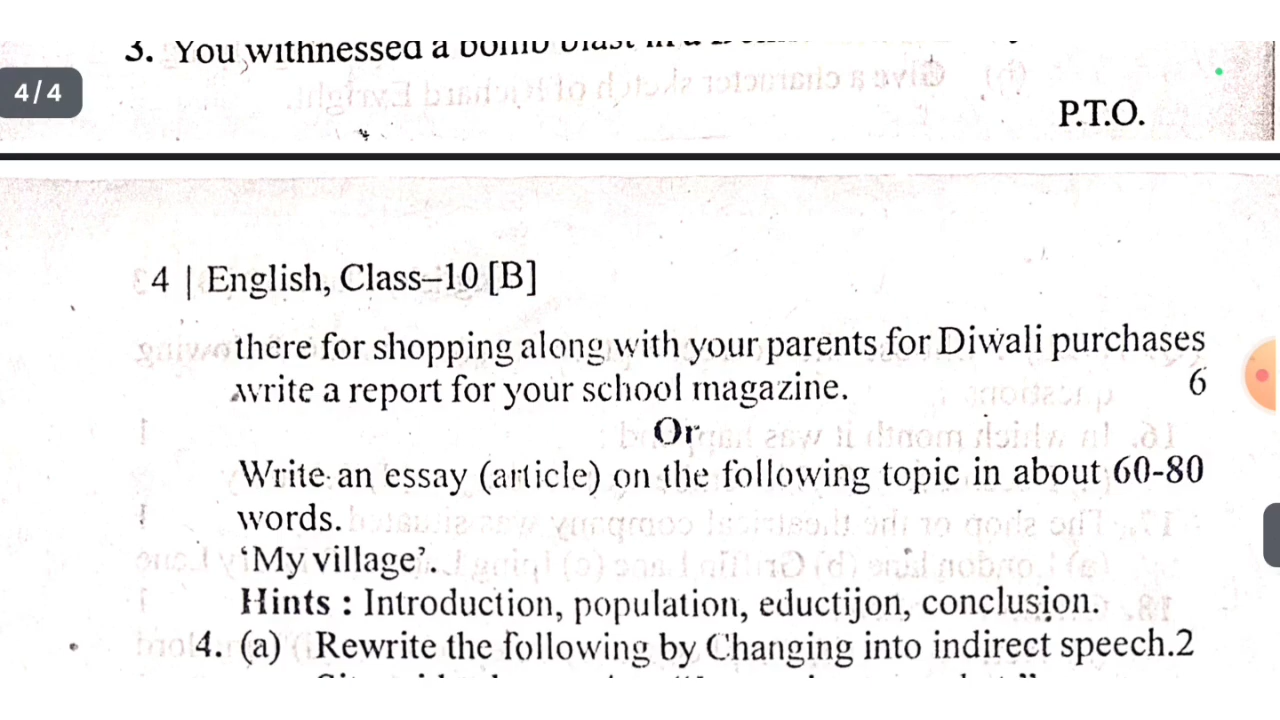 3. You withnessed a bomb blast in a
4/4
P.T.O.
4 | English, Class–10 [B]
there for shopping along with your parents for Diwali purchases
write a report for your school magazine. 6
Or
Write an essay (article) on the following topic in about 60-80
words.
‘My village’.
Hints : Introduction, population, eductijon, conclusion.
4. (a) Rewrite the following by Changing into indirect speech.2